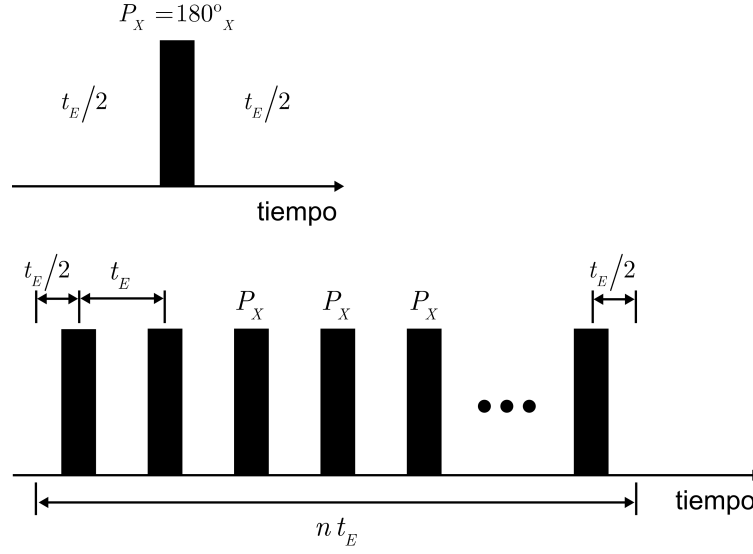 P_X = 180°_X
t_E/2
t_E/2
tiempo
t_E/2
t_E
t_E/2
P_X
P_X
P_X
tiempo
n t_E